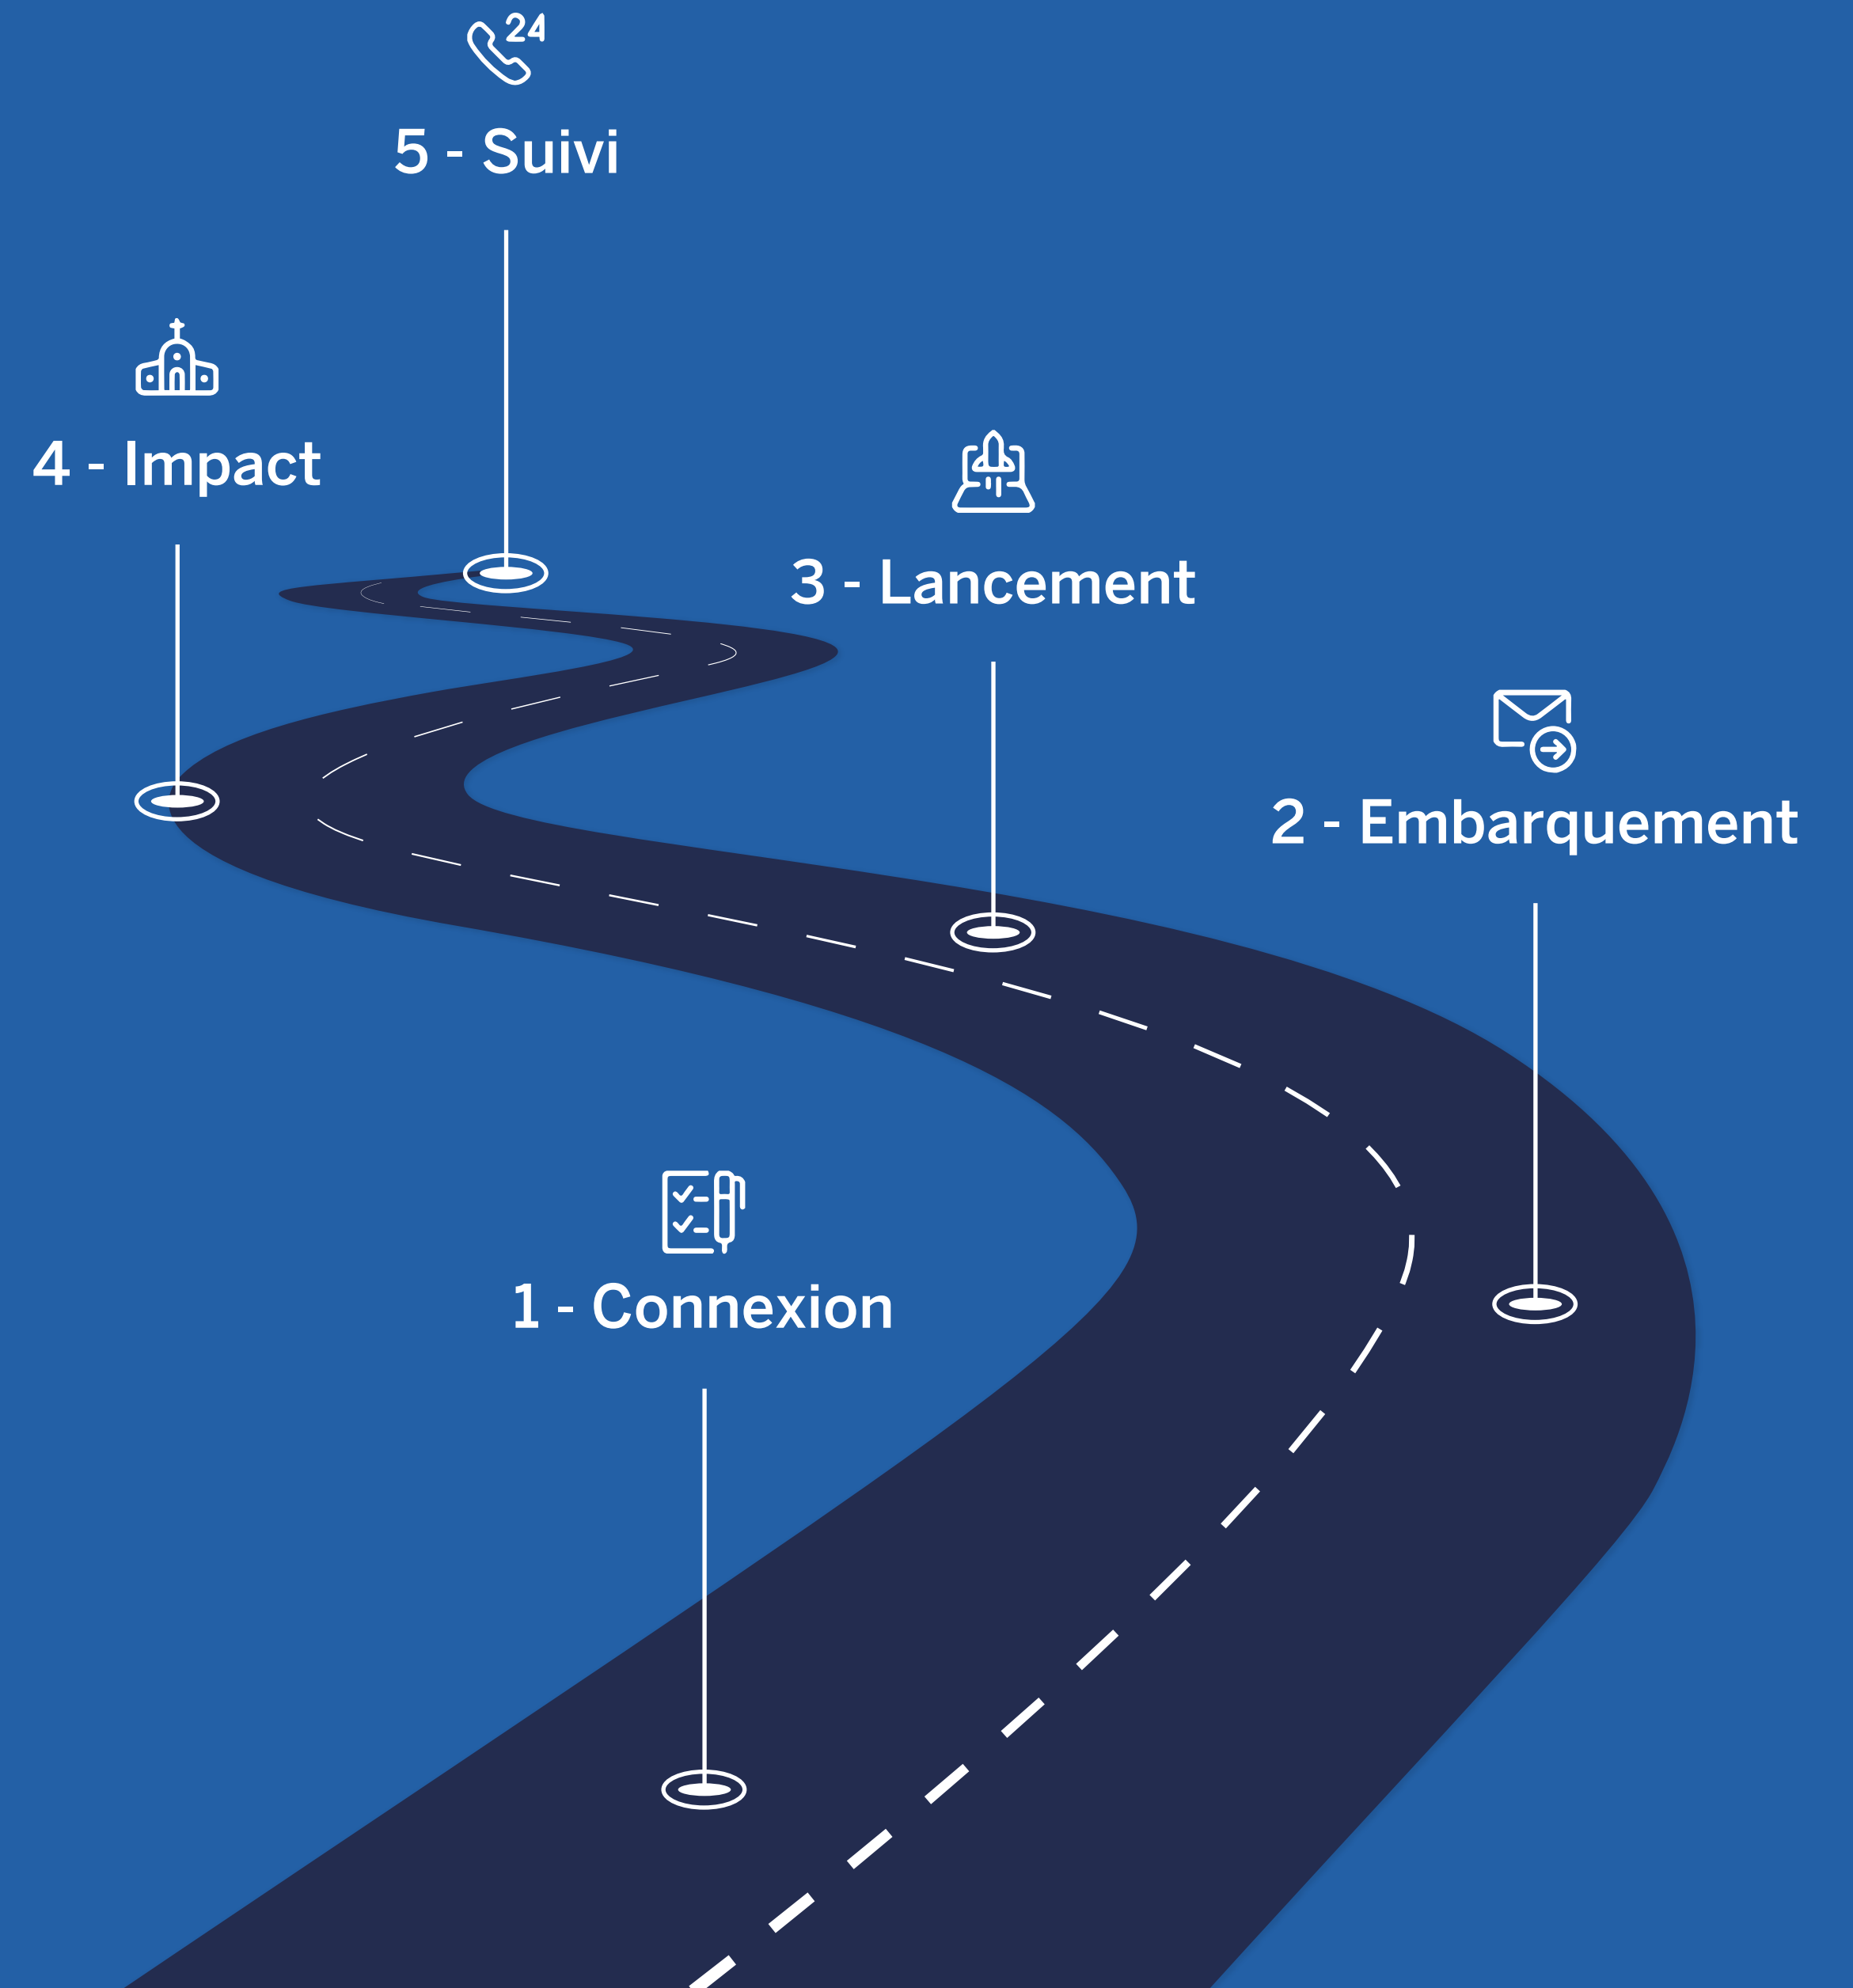 24
5 - Suivi
4 - Impact
3 - Lancement
2 - Embarquement
1 - Connexion